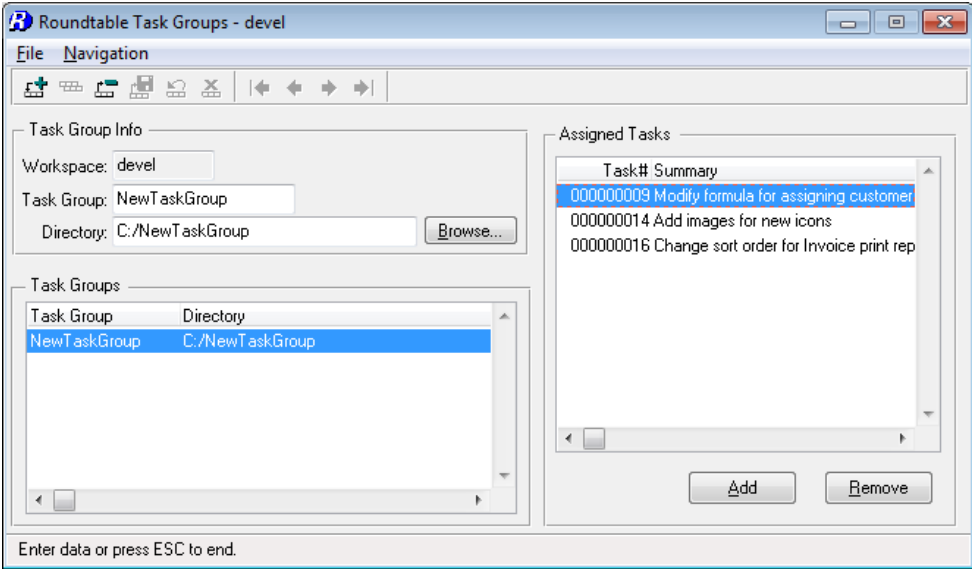 Roundtable Task Groups - devel
File Navigation
Task Group Info
Workspace: devel
Task Group: NewTaskGroup
Directory: C:/NewTaskGroup Browse...
Task Groups
Task Group Directory
NewTaskGroup C:/NewTaskGroup
Assigned Tasks
Task# Summary
000000009 Modify formula for assigning customer
000000014 Add images for new icons
000000016 Change sort order for Invoice print rep
Add Remove
Enter data or press ESC to end.